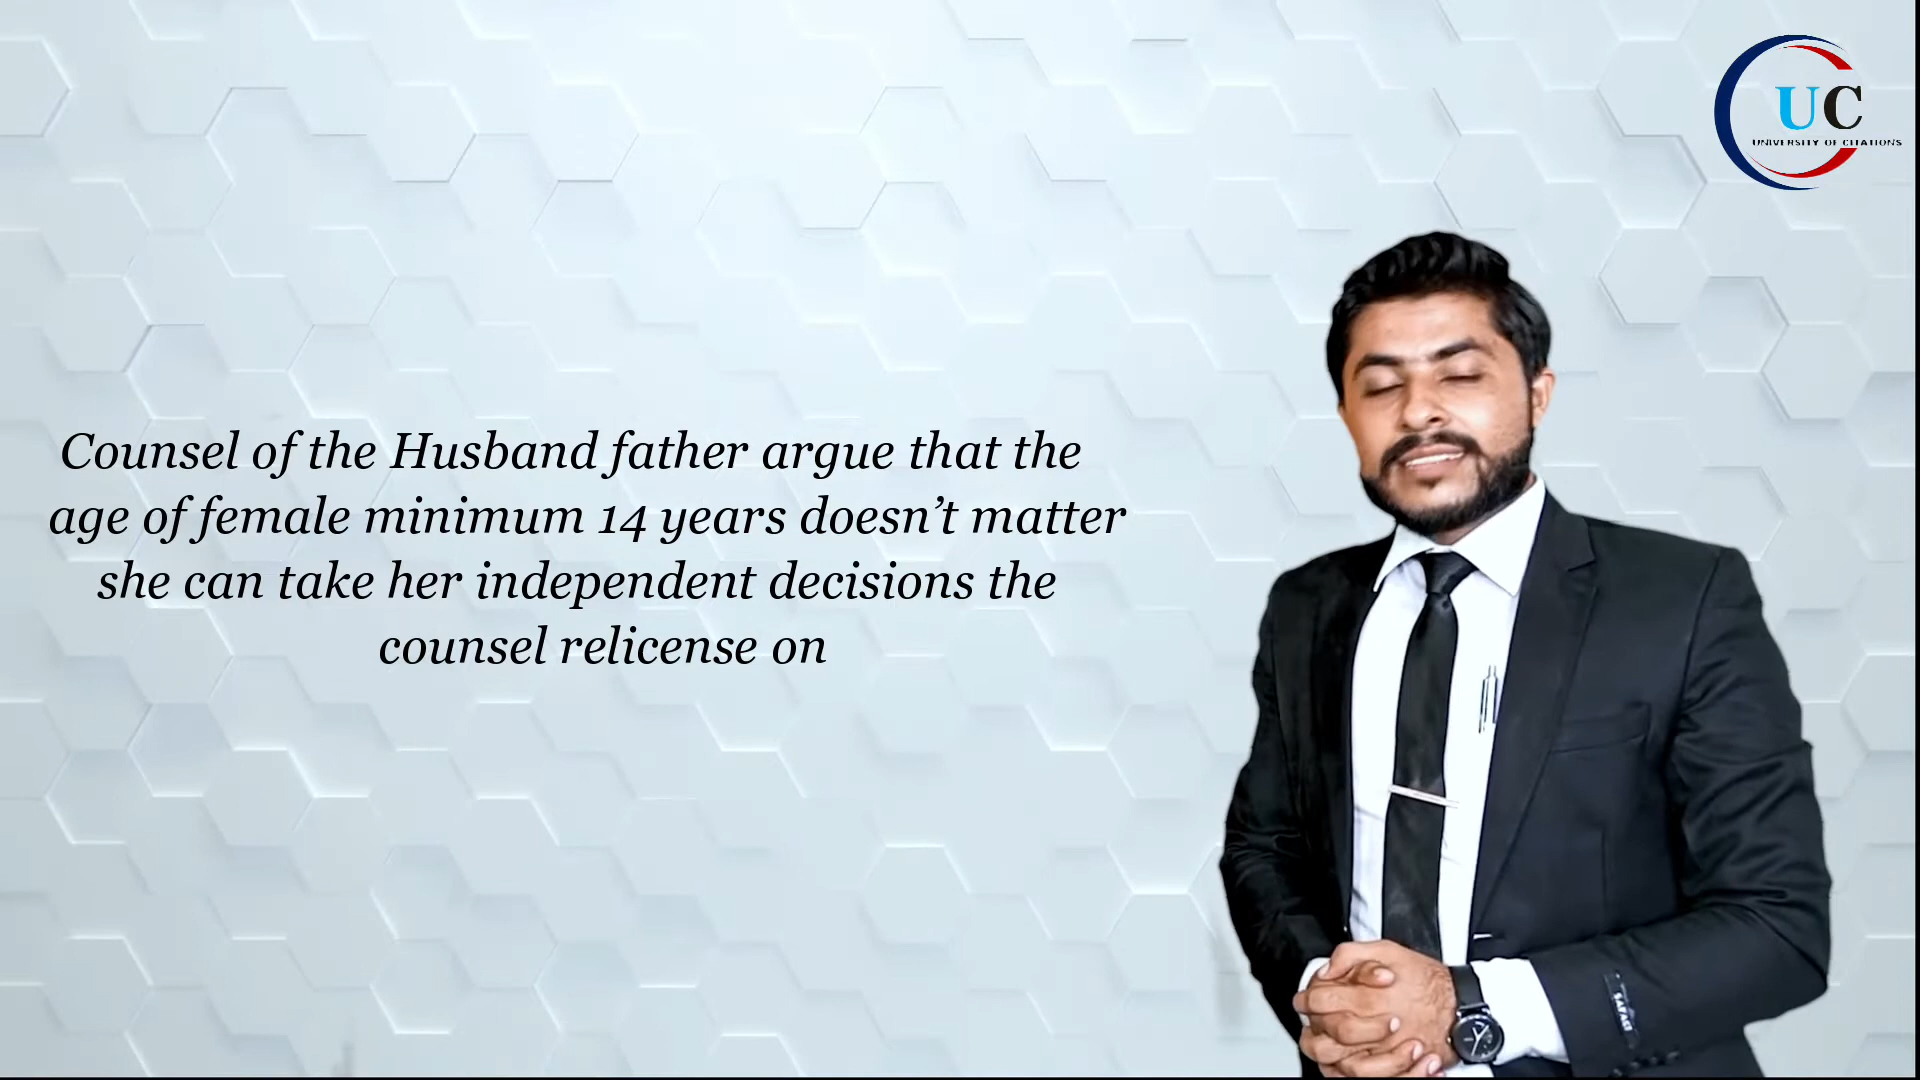 UC
UNIVERSITY OF CITATIONS
Counsel of the Husband father argue that the
age of female minimum 14 years doesn’t matter
she can take her independent decisions the
counsel relicense on
SAFARI